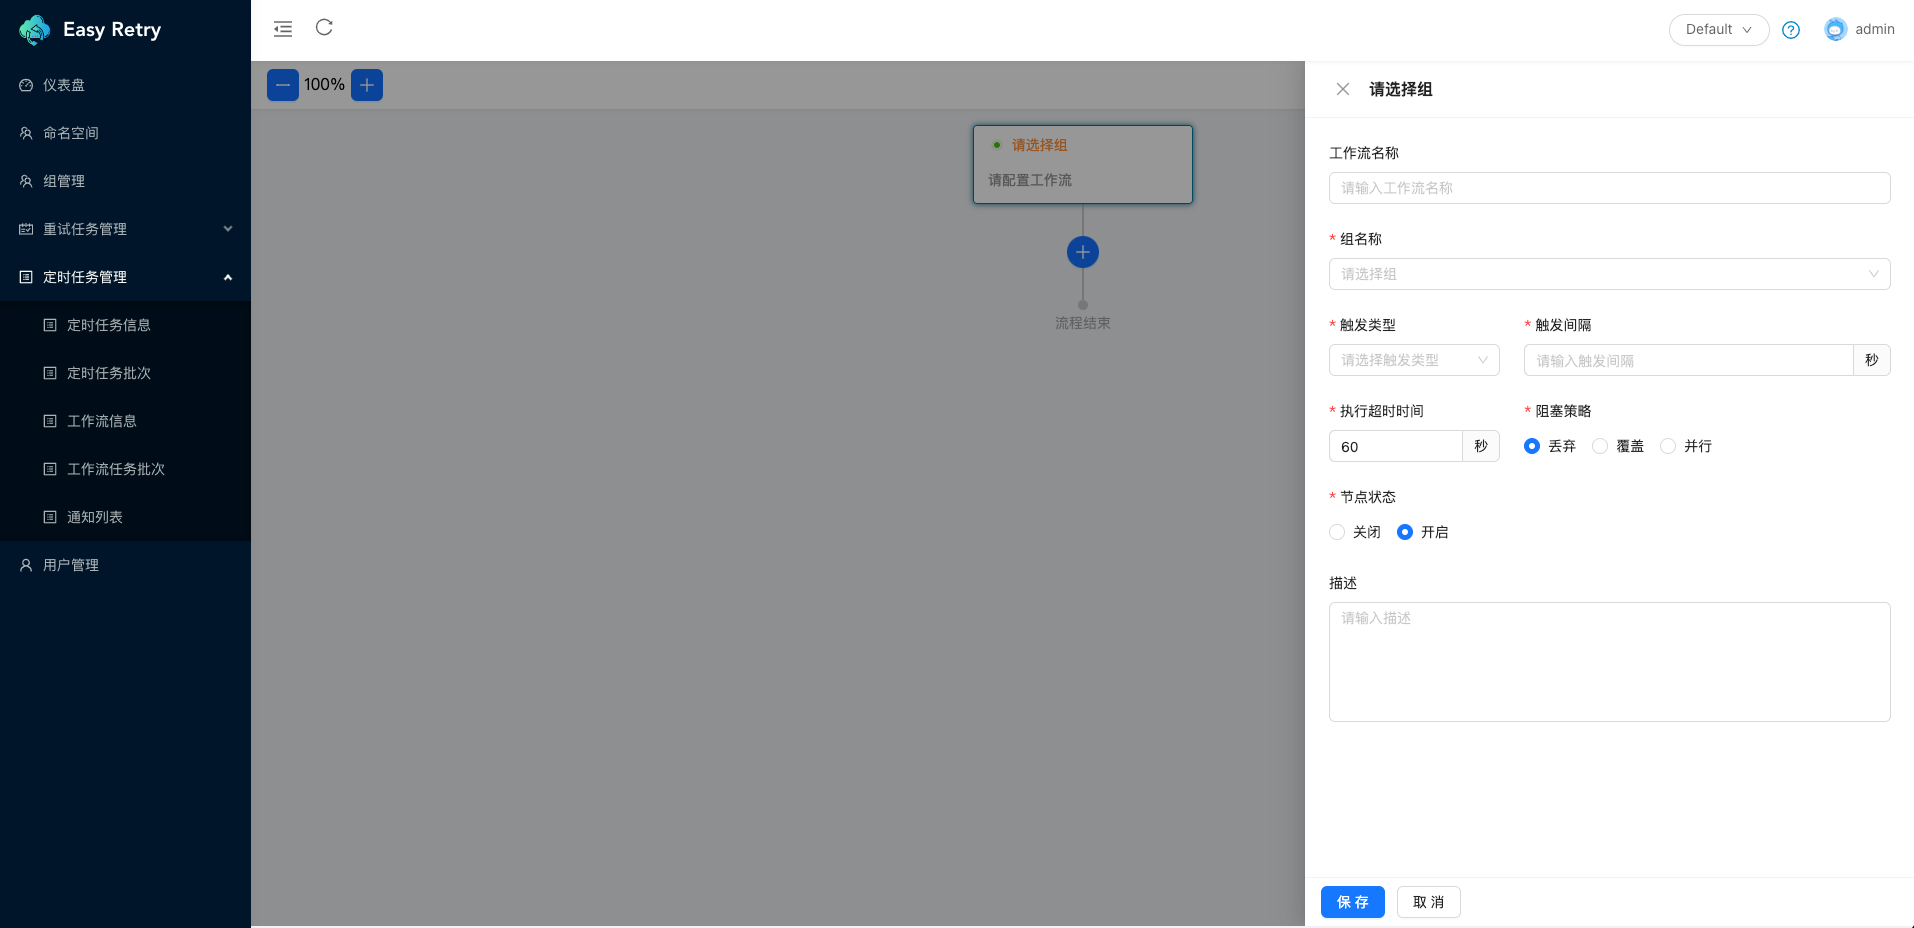 Easy Retry
仪表盘
命名空间
组管理
重试任务管理
定时任务管理
定时任务信息
定时任务批次
工作流信息
工作流任务批次
通知列表
用户管理
Default
admin
100%
请选择组
请配置工作流
流程结束
请选择组
工作流名称
请输入工作流名称
* 组名称
请选择组
* 触发类型 * 触发间隔
请选择触发类型 请输入触发间隔 秒
* 执行超时时间 * 阻塞策略
60 秒 丢弃 覆盖 并行
* 节点状态
关闭 开启
描述
请输入描述
保 存 取 消